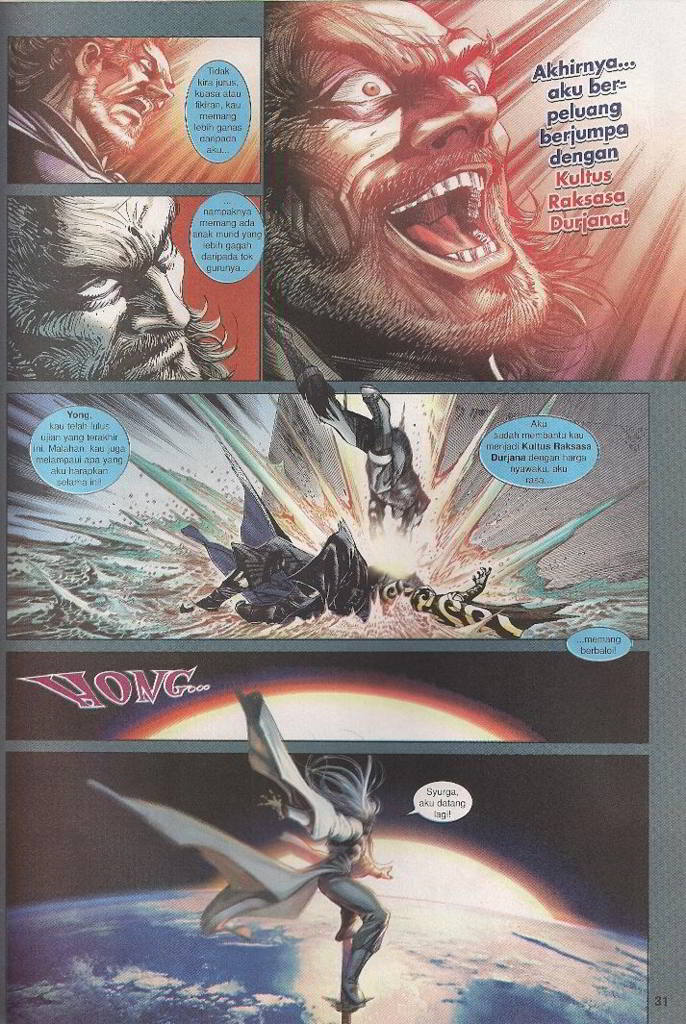 Tidak
kira jurus,
kuasa atau
fikiran, kau
memang
lebih ganas
daripada
aku...
...
nampaknya
memang ada
anak murid yang
lebih gagah
daripada tok
gurunya...
Akhirnya...
aku ber-
peluang
berjumpa
dengan
Kultus
Raksasa
Durjana!
Yong,
kau telah lulus
ujian yang terakhir
ini. Malahan, kau juga
melampaui apa yang
aku harapkan
selama ini!
Aku
sudah membantu kau
menjadi Kultus Raksasa
Durjana dengan harga
nyawaku, aku
rasa...
...memang
berbaloi!
HONG...
Syurga,
aku datang
lagi!
31